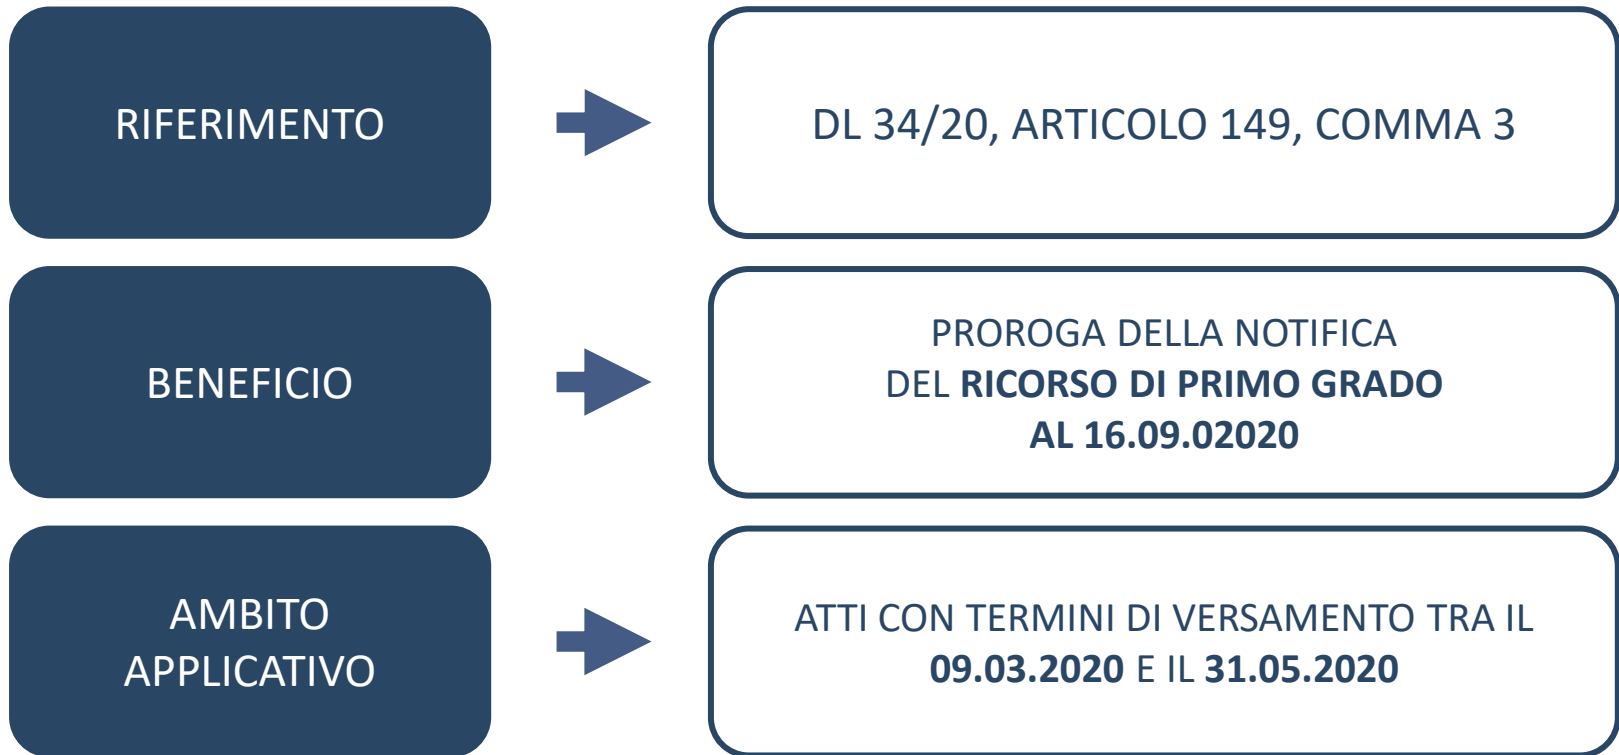 RIFERIMENTO
DL 34/20, ARTICOLO 149, COMMA 3
BENEFICIO
PROROGA DELLA NOTIFICA
DEL RICORSO DI PRIMO GRADO
AL 16.09.02020
AMBITO
APPLICATIVO
ATTI CON TERMINI DI VERSAMENTO TRA IL
09.03.2020 E IL 31.05.2020